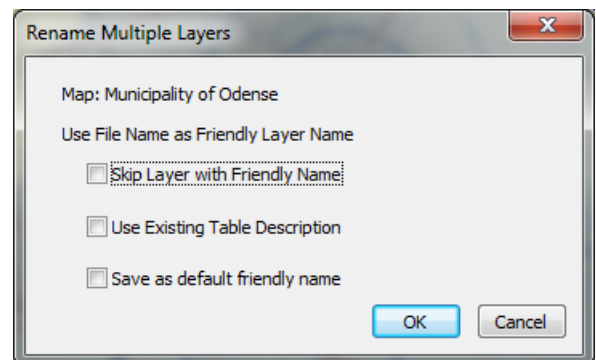 Rename Multiple Layers
Map: Municipality of Odense
Use File Name as Friendly Layer Name
Skip Layer with Friendly Name
Use Existing Table Description
Save as default friendly name
OK Cancel